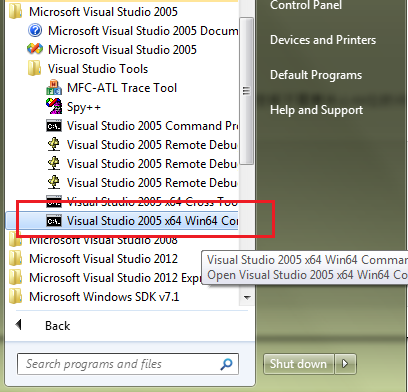 Microsoft Visual Studio 2005
Microsoft Visual Studio 2005 Docum
Microsoft Visual Studio 2005
Visual Studio Tools
MFC-ATL Trace Tool
Spy++
Visual Studio 2005 Command Pr
Visual Studio 2005 Remote Debu
Visual Studio 2005 Remote Debu
Visual Studio 2005 Remote Debu
Visual Studio 2005 x64 Cross Too
Visual Studio 2005 x64 Win64 Cor
Microsoft Visual Studio 2008
Microsoft Visual Studio 2012
Microsoft Visual Studio 2012 Expre
Microsoft Windows SDK v7.1
Back
Search programs and files
Control Panel
Devices and Printers
Default Programs
Help and Support
Visual Studio 2005 x64 Win64 Comma
Open Visual Studio 2005 x64 Win64 Co
Shut down